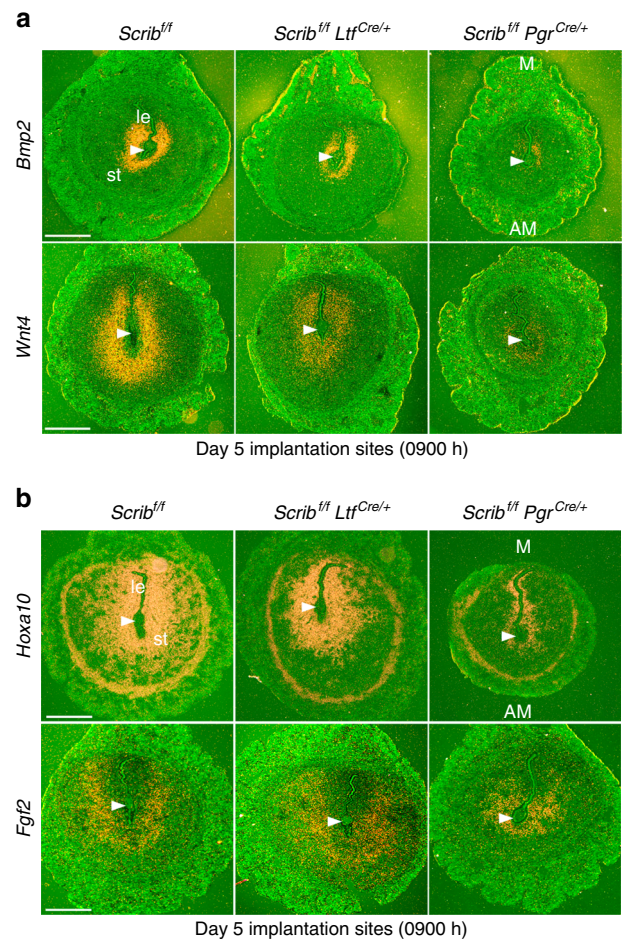 a
Scrib^f/f Scrib^f/f Ltf^Cre/+ Scrib^f/f Pgr^Cre/+
Bmp2
le
st
M
AM
Wnt4
Day 5 implantation sites (0900 h)
b
Scrib^f/f Scrib^f/f Ltf^Cre/+ Scrib^f/f Pgr^Cre/+
Hoxa10
le
st
M
AM
Fgf2
Day 5 implantation sites (0900 h)